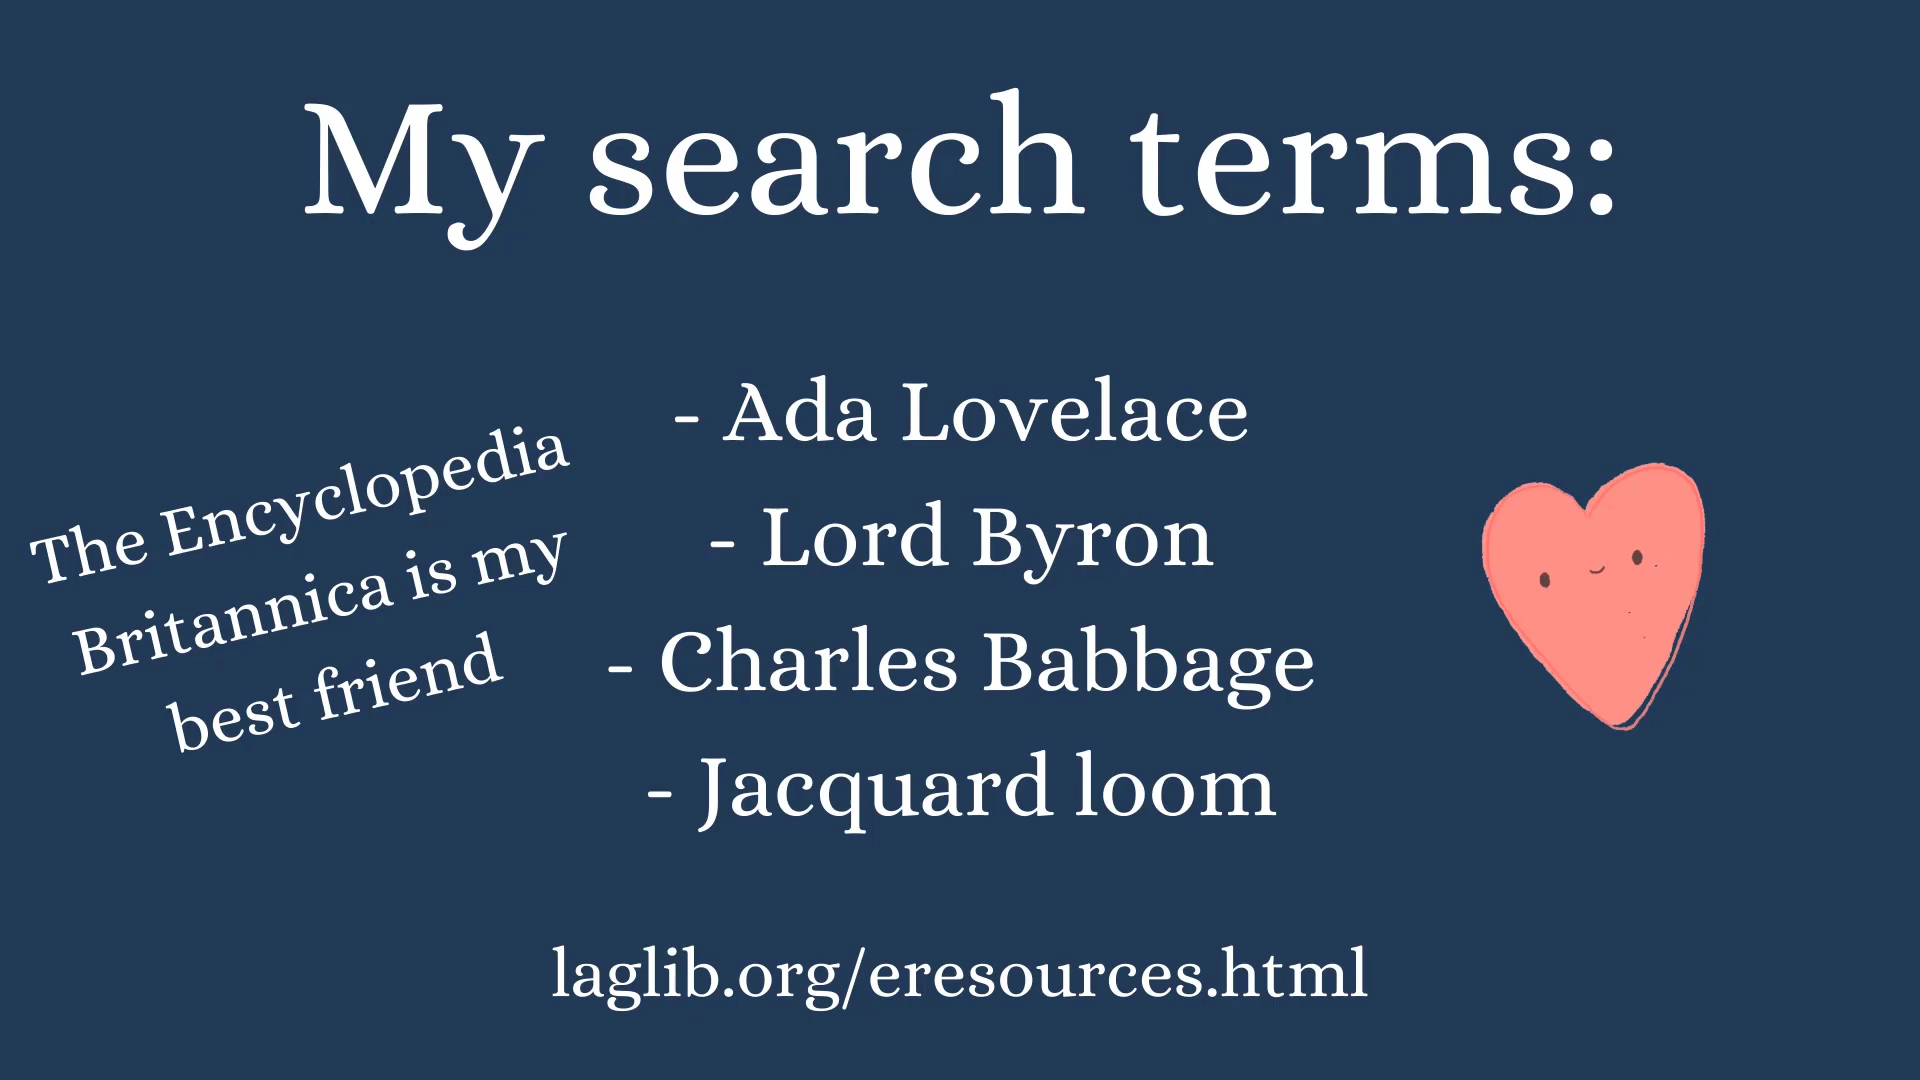 My search terms:
The Encyclopedia
Britannica is my
best friend
- Ada Lovelace
- Lord Byron
- Charles Babbage
- Jacquard loom
laglib.org/eresources.html